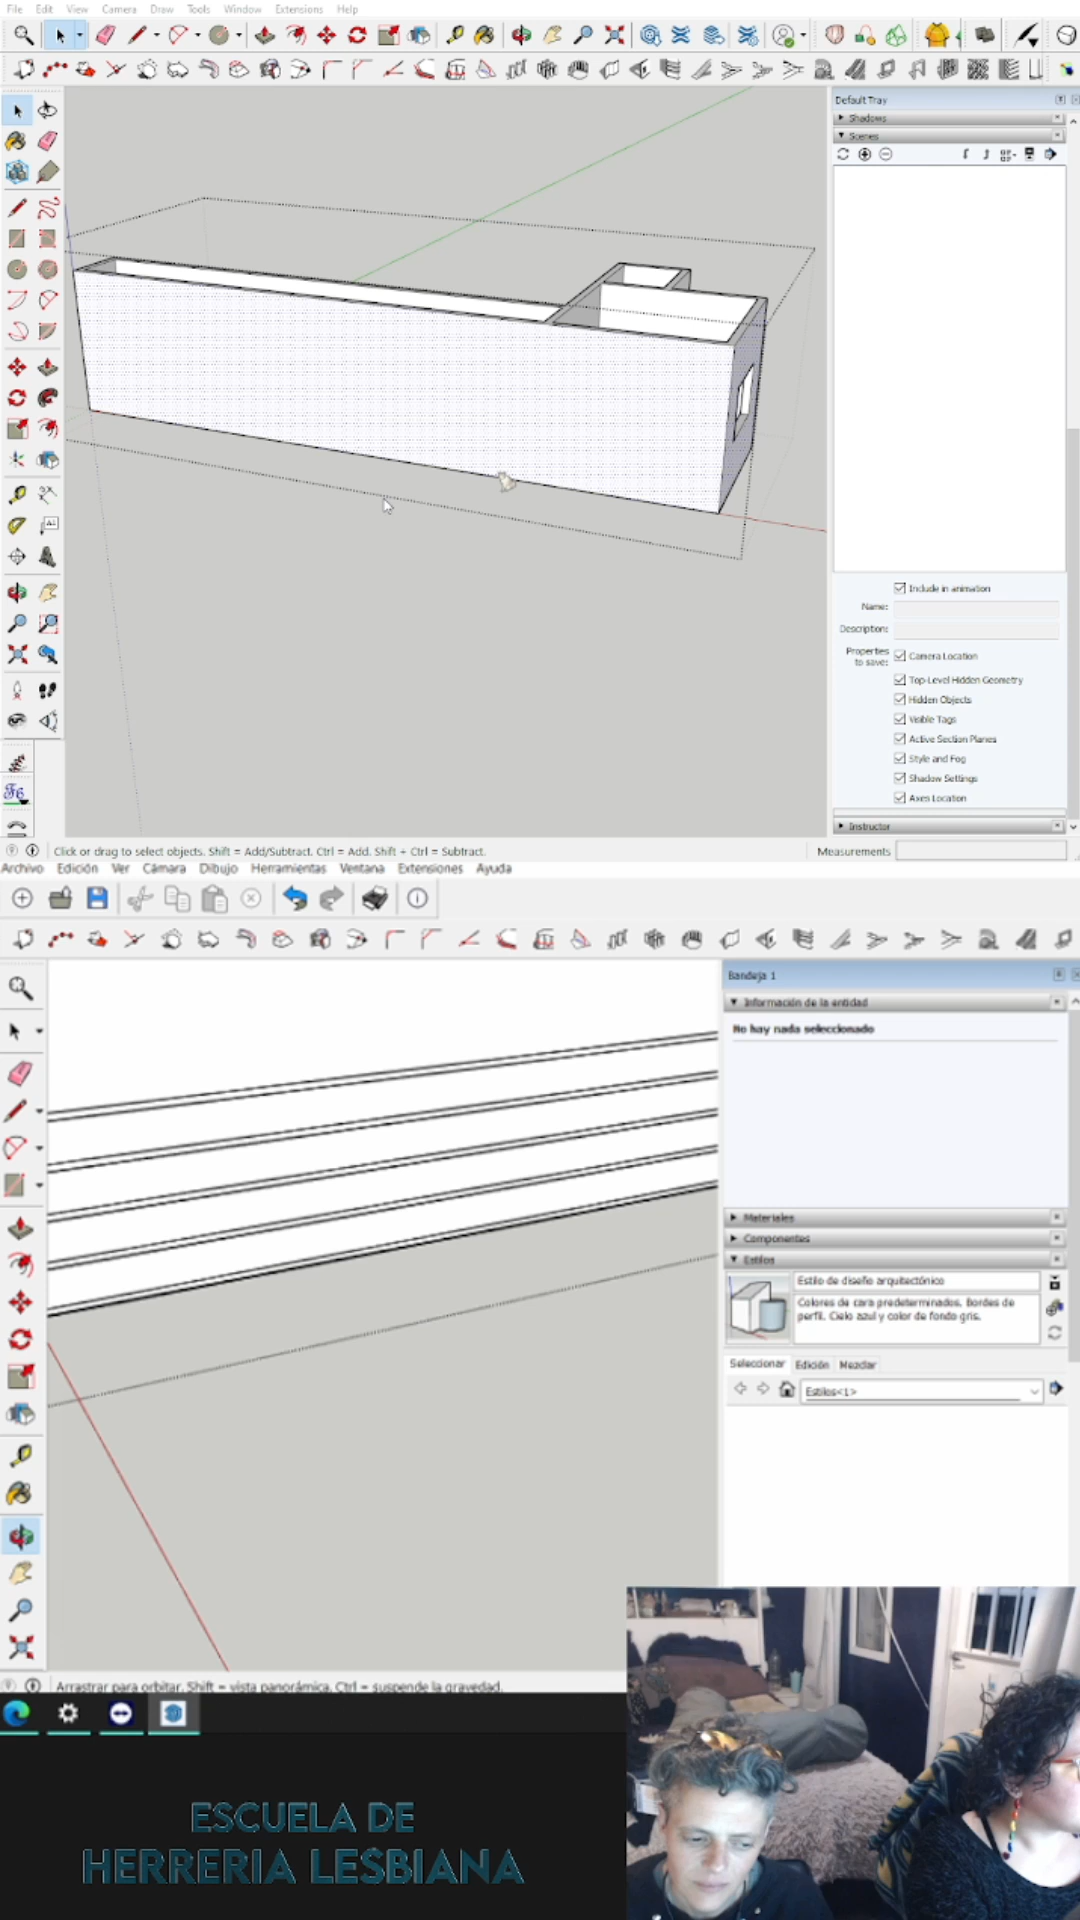 File Edit View Camera Draw Tools Window Extensions Help
Default Tray
Shadows
Scenes
Include in animation
Name:
Description:
Properties to save:
Camera Location
Top-Level Hidden Geometry
Hidden Objects
Visible Tags
Active Section Planes
Style and Fog
Shadow Settings
Axes Location
Instructor
Click or drag to select objects. Shift = Add/Subtract. Ctrl = Add. Shift + Ctrl = Subtract.
Measurements
Archivo Edición Ver Cámara Dibujo Herramientas Ventana Extensiones Ayuda
Bandeja 1
Información de la entidad
No hay nada seleccionado
Materiales
Componentes
Estilos
Estilo de diseño arquitectónico
Colores de cara predeterminados. Bordes de
perfil. Cielo azul y color de fondo gris.
Seleccionar Edición Mezclar
Estilos<1>
Arrastrar para orbitar. Shift = vista panorámica. Ctrl = suspende la gravedad.
ESCUELA DE
HERRERIA LESBIANA